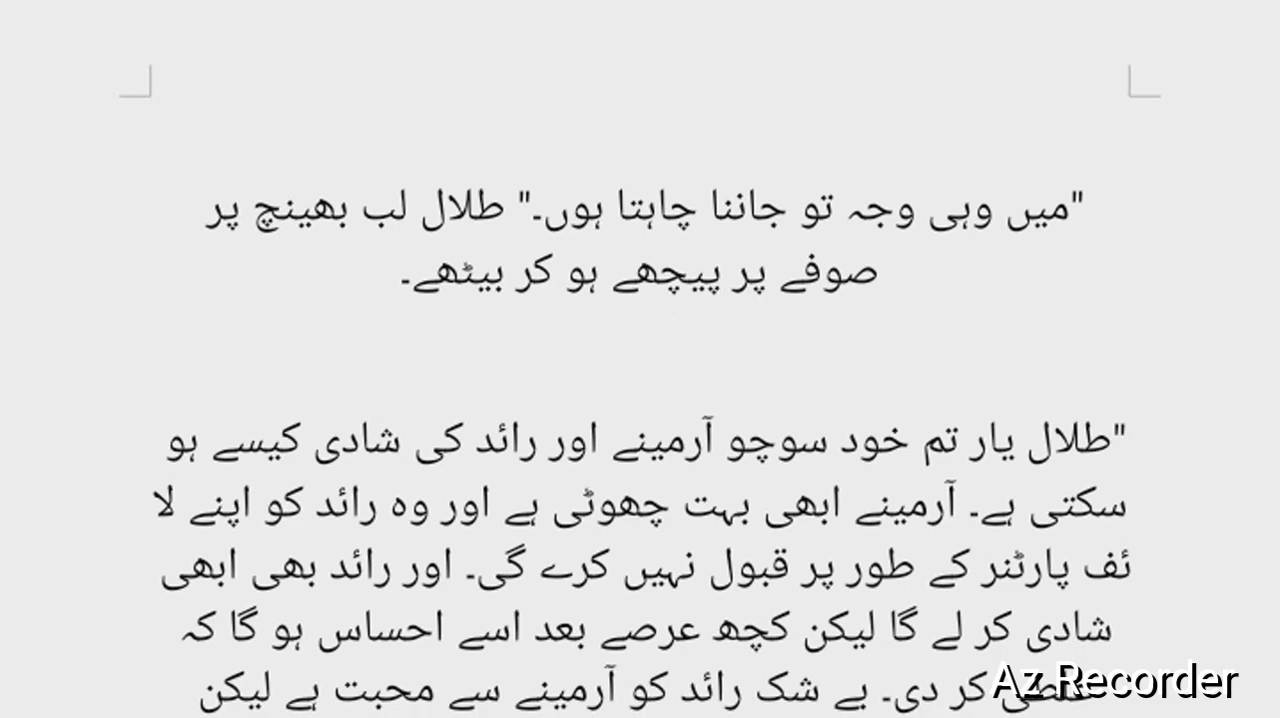 "میں وہی وجہ تو جاننا چاہتا ہوں۔" طلال لب بھینچ پر
صوفے پر پیچھے ہو کر بیٹھے۔
"طلال یار تم خود سوچو آرمینے اور رائد کی شادی کیسے ہو
سکتی ہے۔ آرمینے ابھی بہت چھوٹی ہے اور وہ رائد کو اپنے لا
ئف پارٹنر کے طور پر قبول نہیں کرے گی۔ اور رائد بھی ابھی
شادی کر لے گا لیکن کچھ عرصے بعد اسے احساس ہو گا کہ
کر دی۔ بے شک رائد کو آرمینے سے محبت ہے لیکن
Az Recorder